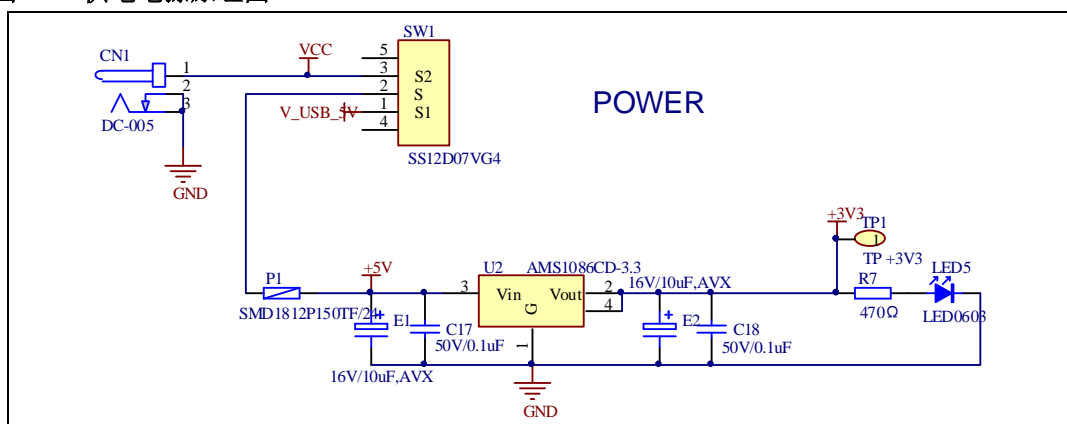 SW1
CN1
VCC
5
1
3
S2
2
2
S
POWER
3
V_USB_5V
1
S1
DC-005
4
SS12D07VG4
GND
+3V3
TP1
1
+5V
U2
AMS1086CD-3.3
TP +3V3
P1
16V/10uF,AVX
R7
LED5
3
Vin
Vout
2
4
G
SMD1812P150TF/24
E1
C17
50V/0.1uF
1
E2
C18
50V/0.1uF
470Ω
LED0603
16V/10uF,AVX
GND